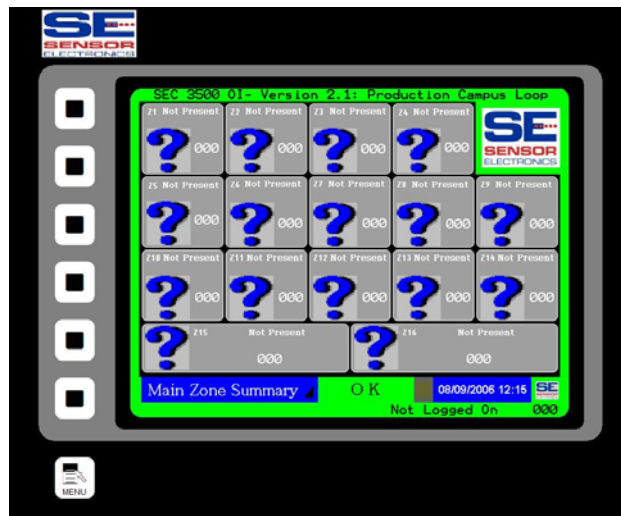 SE
SENSOR
ELECTRONICS
SEC 3500 OI- Version 2.1: Production Campus Loop
Z1 Not Present Z2 Not Present Z3 Not Present Z4 Not Present
000 000 000 000
SE
SENSOR
ELECTRONICS
Z5 Not Present Z6 Not Present Z7 Not Present Z8 Not Present Z9 Not Present
000 000 000 000 000
Z10 Not Present Z11 Not Present Z12 Not Present Z13 Not Present Z14 Not Present
000 000 000 000 000
Z15 Not Present Z16 Not Present
000 000
Main Zone Summary OK 08/09/2006 12:15 SE
Not Logged On 000
MENU